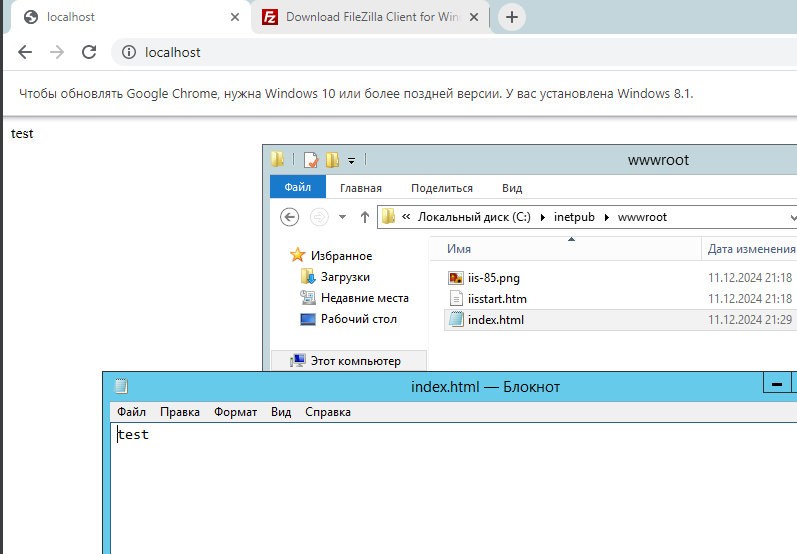 localhost
Download FileZilla Client for Win
localhost
Чтобы обновлять Google Chrome, нужна Windows 10 или более поздней версии. У вас установлена Windows 8.1.
test
wwwroot
Файл Главная Поделиться Вид
« Локальный диск (C:) inetpub wwwroot
Имя Дата изменения
Избранное
Загрузки
Недавние места
Рабочий стол
Этот компьютер
iis-85.png 11.12.2024 21:18
iisstart.htm 11.12.2024 21:18
index.html 11.12.2024 21:29
index.html — Блокнот
Файл Правка Формат Вид Справка
test